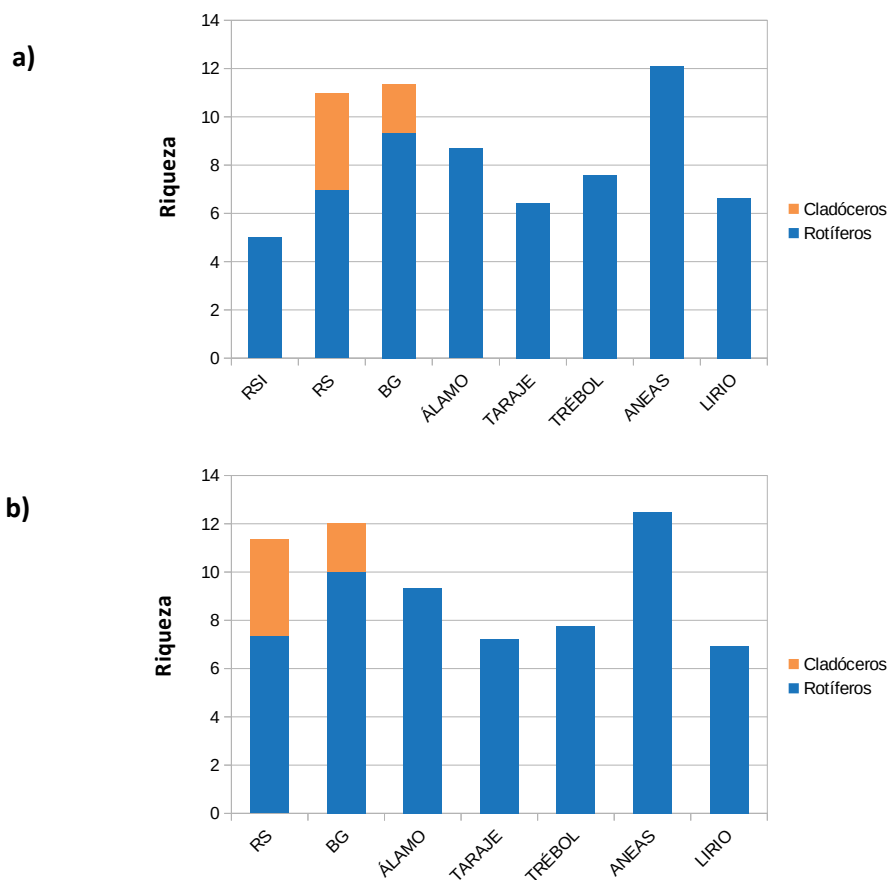 a)
Riqueza
14
12
10
8
6
4
2
0
RSI
RS
BG
ÁLAMO
TARAJE
TRÉBOL
ANEAS
LIRIO
Cladóceros
Rotíferos
b)
Riqueza
14
12
10
8
6
4
2
0
RS
BG
ÁLAMO
TARAJE
TRÉBOL
ANEAS
LIRIO
Cladóceros
Rotíferos